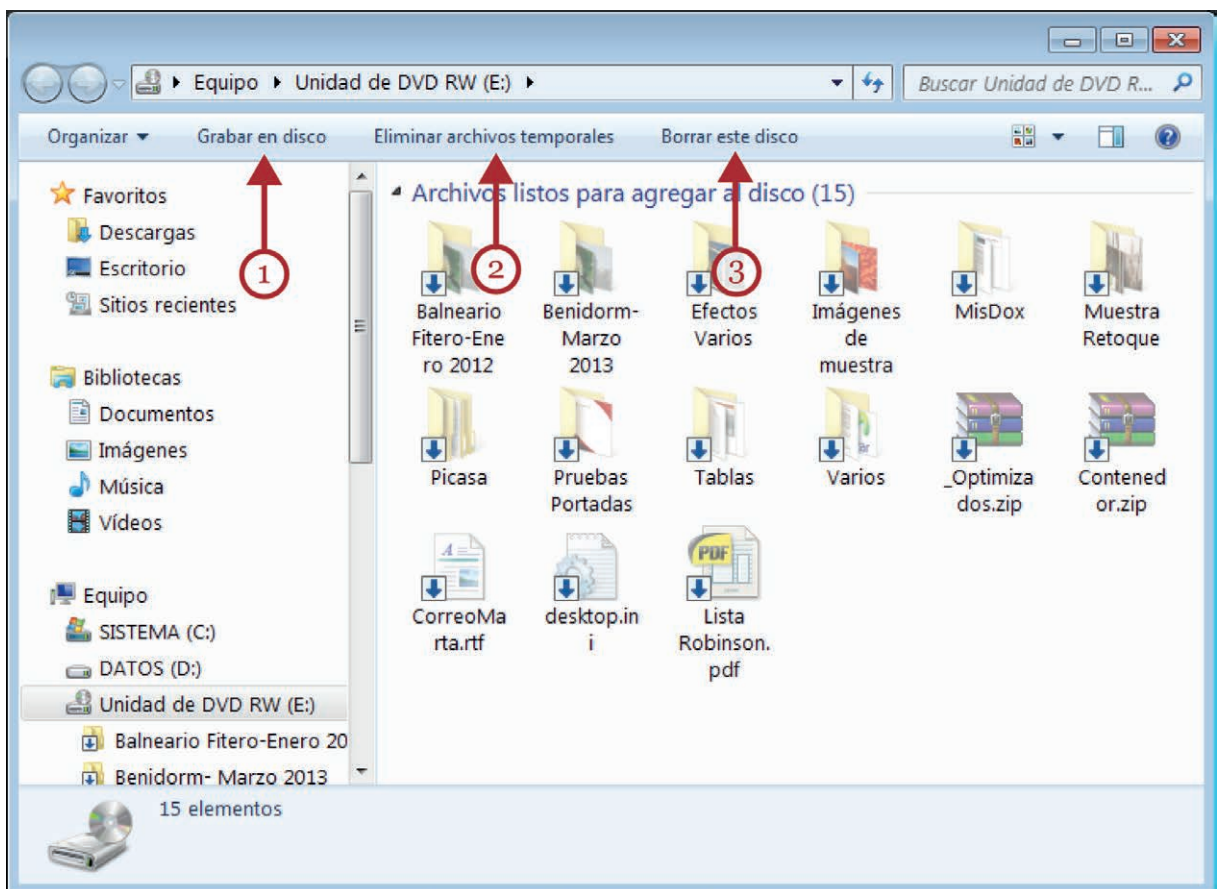 Equipo Unidad de DVD RW (E:)
Buscar Unidad de DVD R...
Organizar Grabar en disco Eliminar archivos temporales Borrar este disco
1
2
3
Favoritos
Descargas
Escritorio
Sitios recientes
Bibliotecas
Documentos
Imágenes
Música
Vídeos
Equipo
SISTEMA (C:)
DATOS (D:)
Unidad de DVD RW (E:)
Balneario Fitero-Enero 20
Benidorm- Marzo 2013
Archivos listos para agregar al disco (15)
Balneario
Fitero-Ene
ro 2012
Benidorm-
Marzo
2013
Efectos
Varios
Imágenes
de
muestra
MisDox
Muestra
Retoque
Picasa
Pruebas
Portadas
Tablas
Varios
_Optimiza
dos.zip
Contened
or.zip
CorreoMa
rta.rtf
desktop.in
i
PDF
Lista
Robinson.
pdf
15 elementos